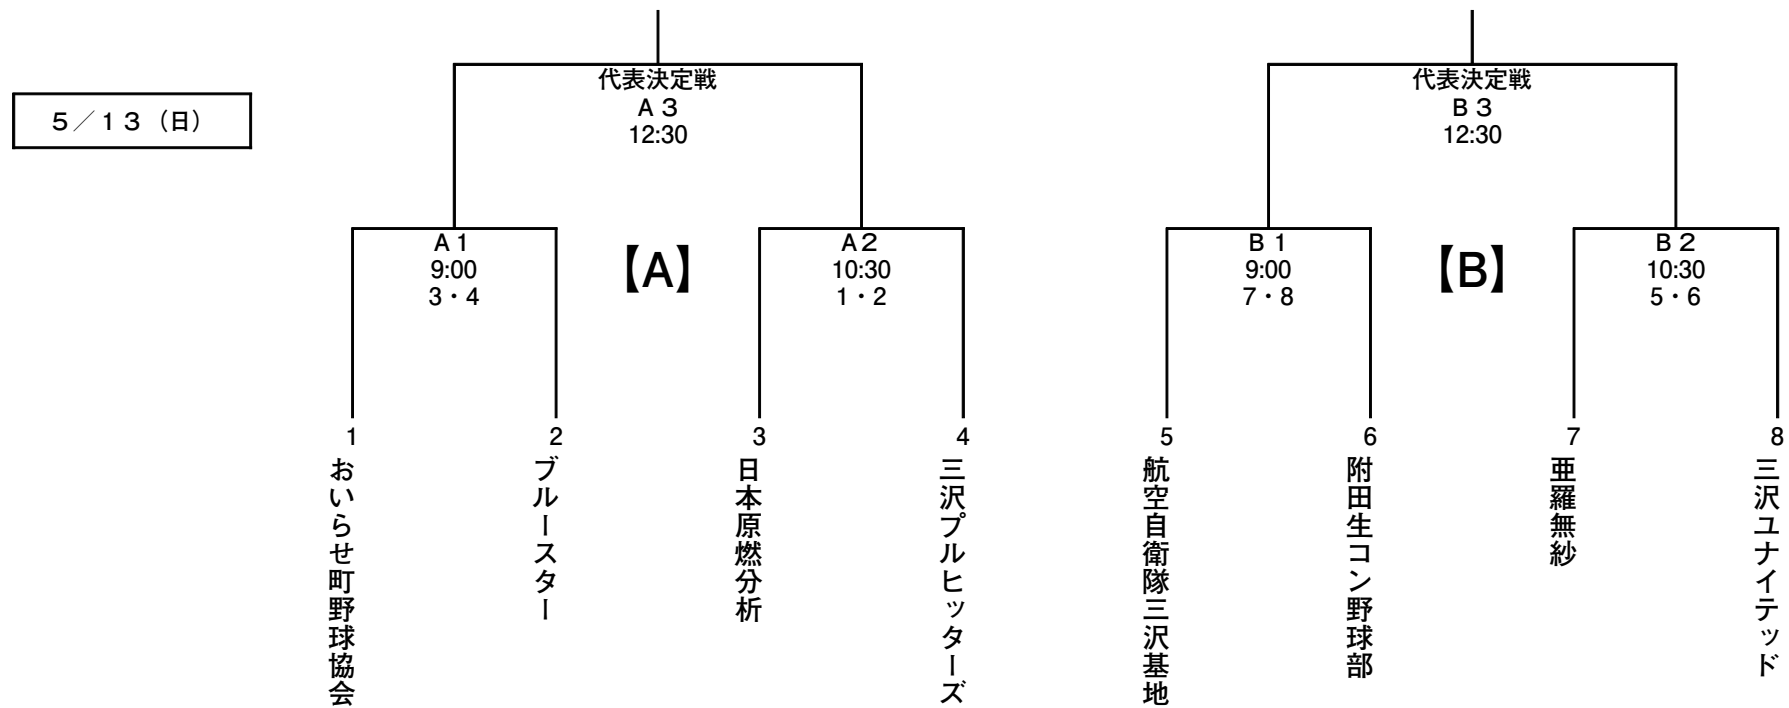 ５／１３（日）
代表決定戦
Ａ３
12:30
代表決定戦
Ｂ３
12:30
Ａ１
9:00
３・４
【A】
Ａ２
10:30
１・２
Ｂ１
9:00
７・８
【B】
Ｂ２
10:30
５・６
1
おいらせ町野球協会
2
ブルースター
3
日本原燃分析
4
三沢プルヒッターズ
5
航空自衛隊三沢基地
6
附田生コン野球部
7
亜羅無紗
8
三沢ユナイテッド